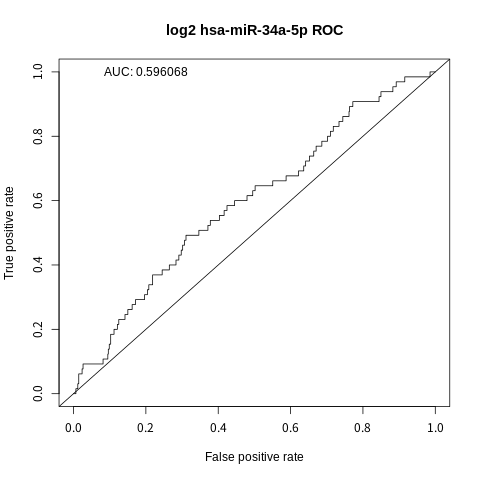 log2 hsa-miR-34a-5p ROC
AUC: 0.596068
True positive rate
1.0
0.8
0.6
0.4
0.2
0.0
0.0 0.2 0.4 0.6 0.8 1.0
False positive rate